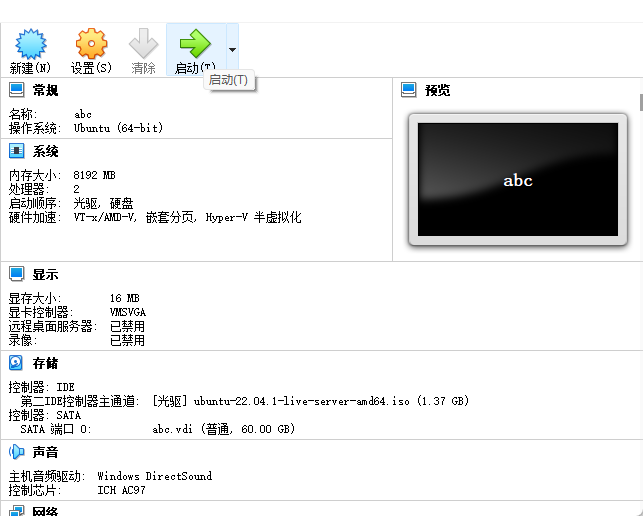 新建(N) 设置(S) 清除 启动(T)
启动(T)
常规
名称: abc
操作系统: Ubuntu (64-bit)
系统
内存大小: 8192 MB
处理器: 2
启动顺序: 光驱, 硬盘
硬件加速: VT-x/AMD-V, 嵌套分页, Hyper-V 半虚拟化
预览
abc
显示
显存大小: 16 MB
显卡控制器: VMSVGA
远程桌面服务器: 已禁用
录像: 已禁用
存储
控制器: IDE
第二IDE控制器主通道: [光驱] ubuntu-22.04.1-live-server-amd64.iso (1.37 GB)
控制器: SATA
SATA 端口 0: abc.vdi (普通, 60.00 GB)
声音
主机音频驱动: Windows DirectSound
控制芯片: ICH AC97
网络